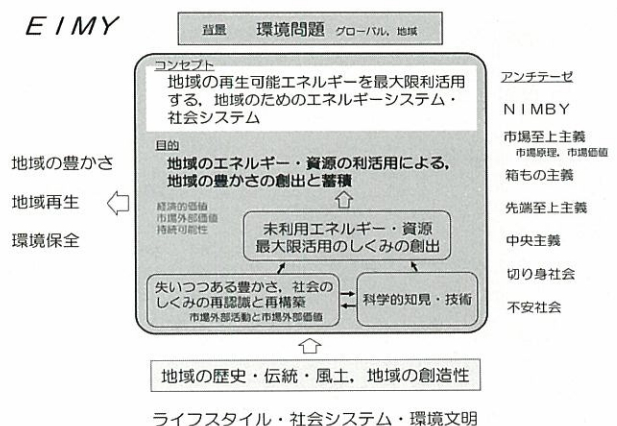 EIMY
背景 環境問題 グローバル，地域
コンセプト
地域の再生可能エネルギーを最大限利活用
する，地域のためのエネルギーシステム・
社会システム
目的
地域のエネルギー・資源の利活用による，
地域の豊かさの創出と蓄積
経済的価値
市場外部価値
持続可能性
未利用エネルギー・資源
最大限活用のしくみの創出
失いつつある豊かさ，社会の
しくみの再認識と再構築
市場外部活動と市場外部価値
科学的知見・技術
地域の豊かさ
地域再生
環境保全
アンチテーゼ
NIMBY
市場至上主義
市場原理，市場価値
箱もの主義
先端至上主義
中央主義
切り身社会
不安社会
地域の歴史・伝統・風土，地域の創造性
ライフスタイル・社会システム・環境文明